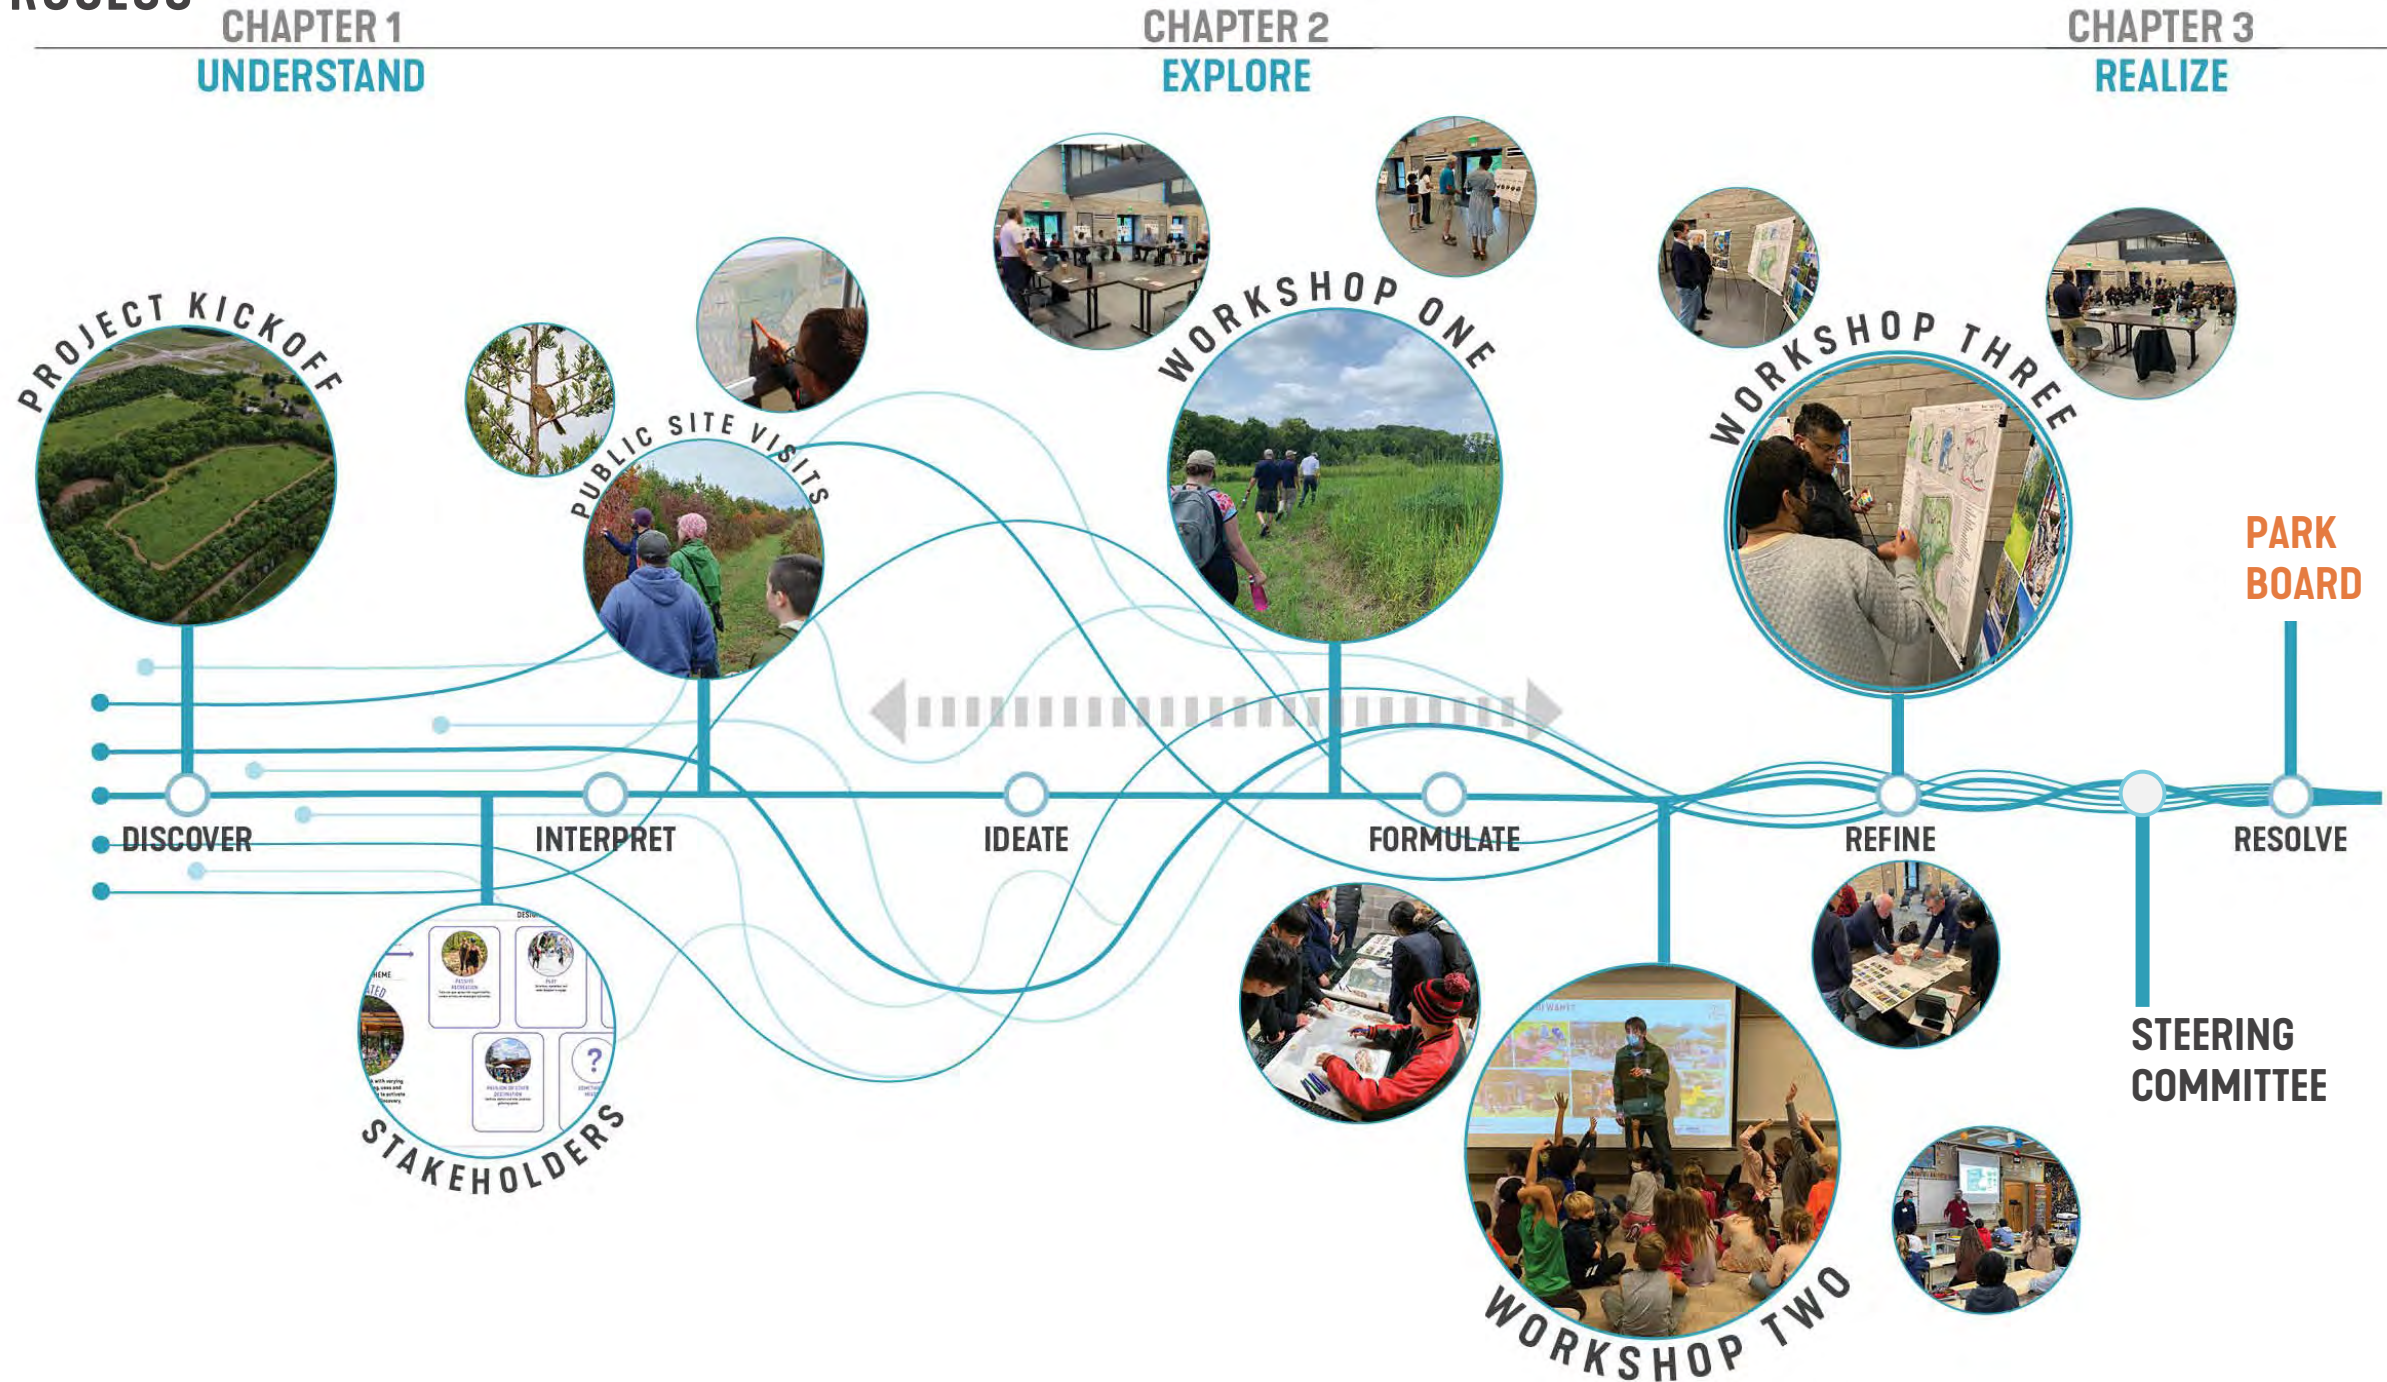 CHAPTER 1
UNDERSTAND
CHAPTER 2
EXPLORE
CHAPTER 3
REALIZE
PROJECT KICKOFF
PUBLIC SITE VISITS
WORKSHOP ONE
WORKSHOP THREE
PARK
BOARD
DISCOVER
INTERPRET
IDEATE
FORMULATE
REFINE
RESOLVE
STAKEHOLDERS
WORKSHOP TWO
STEERING
COMMITTEE